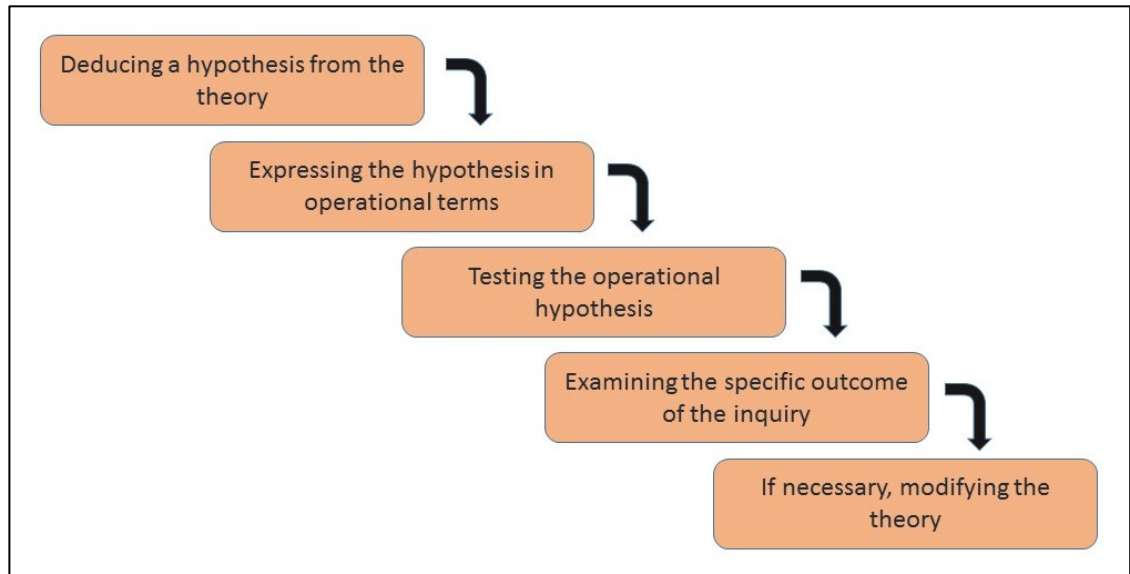 Deducing a hypothesis from the
theory
Expressing the hypothesis in
operational terms
Testing the operational
hypothesis
Examining the specific outcome
of the inquiry
If necessary, modifying the
theory